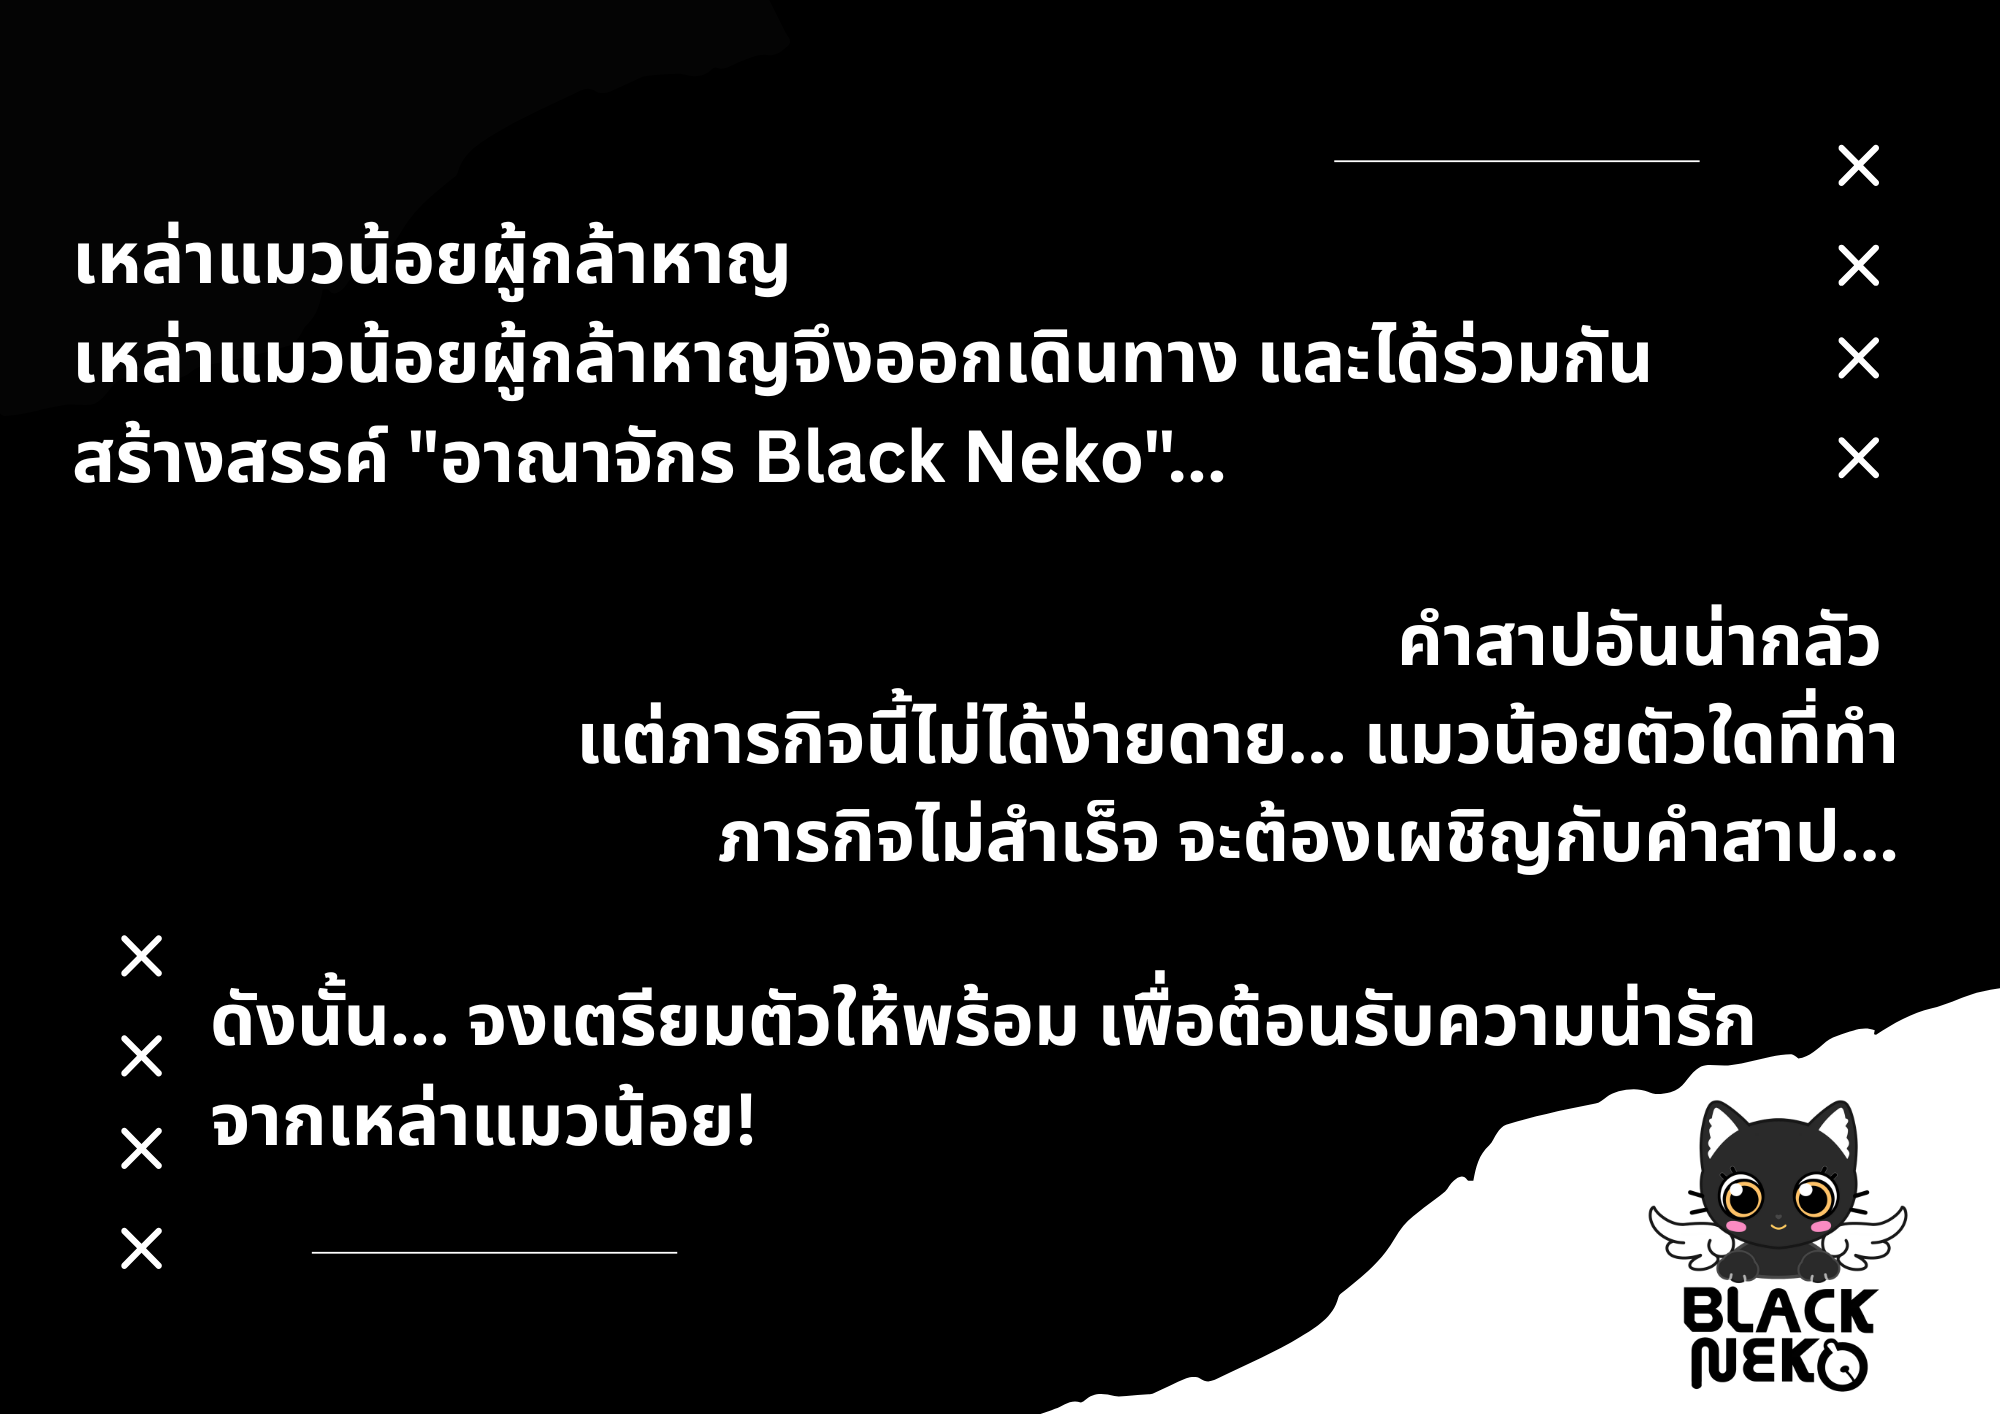 เหล่าแมวน้อยผู้กล้าหาญ
เหล่าแมวน้อยผู้กล้าหาญจึงออกเดินทาง และได้ร่วมกัน
สร้างสรรค์ "อาณาจักร Black Neko"...
คำสาปอันน่ากลัว
แต่ภารกิจนี้ไม่ได้ง่ายดาย... แมวน้อยตัวใดที่ทำ
ภารกิจไม่สำเร็จ จะต้องเผชิญกับคำสาป...
ดังนั้น... จงเตรียมตัวให้พร้อม เพื่อต้อนรับความน่ารัก
จากเหล่าแมวน้อย!
BLACK
NEKO